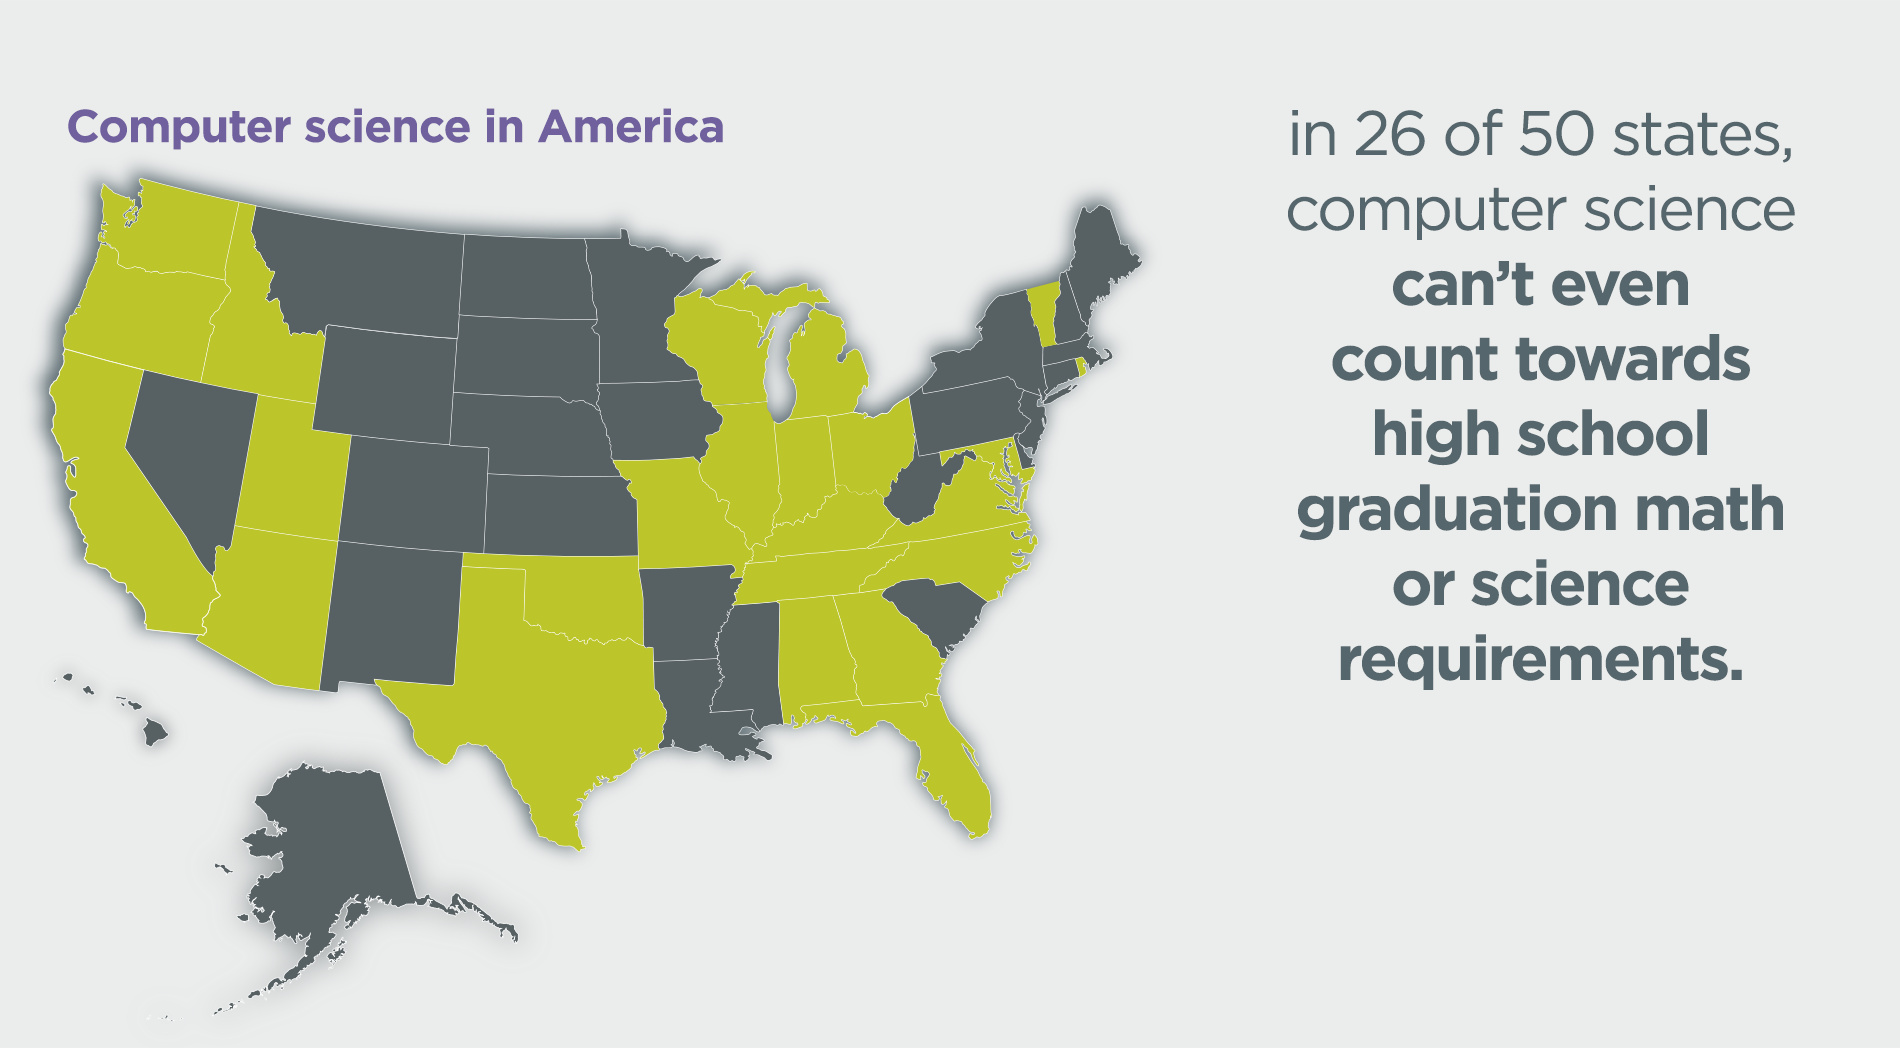 Computer science in America
in 26 of 50 states,
computer science
can’t even
count towards
high school
graduation math
or science
requirements.